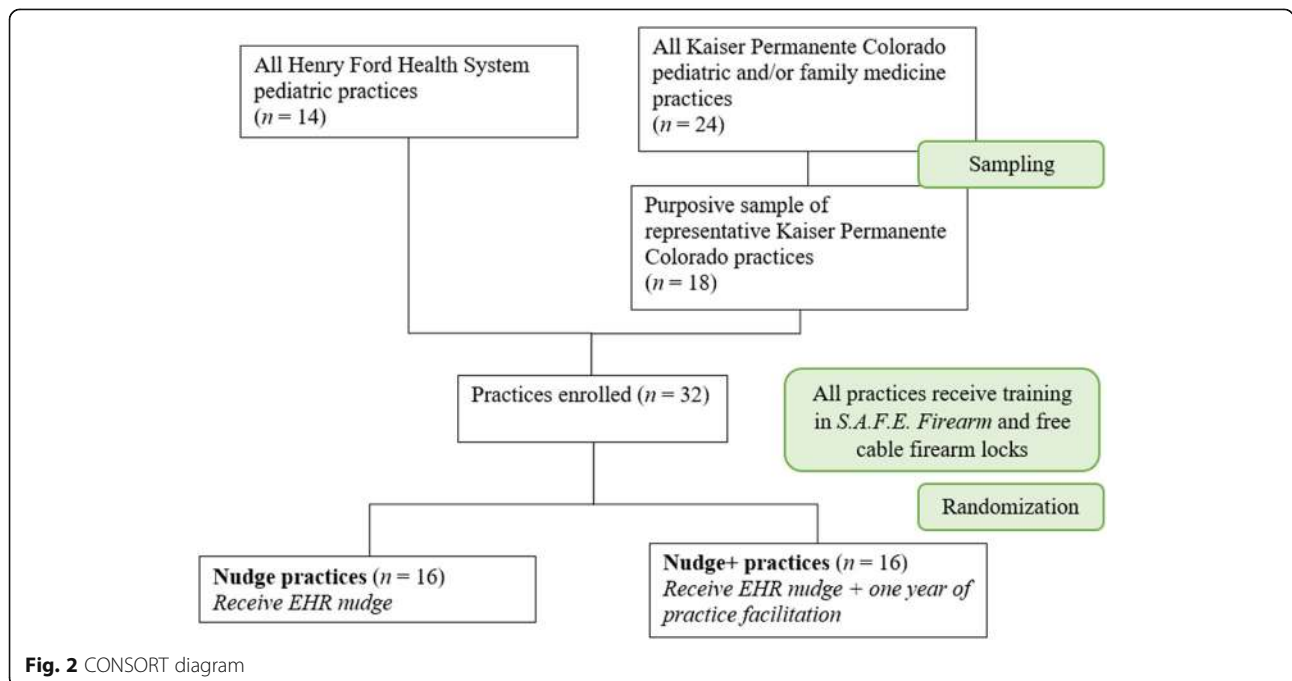 All Henry Ford Health System
pediatric practices
(n = 14)
All Kaiser Permanente Colorado
pediatric and/or family medicine
practices
(n = 24)
Sampling
Purposive sample of
representative Kaiser Permanente
Colorado practices
(n = 18)
Practices enrolled (n = 32)
All practices receive training
in S.A.F.E. Firearm and free
cable firearm locks
Randomization
Nudge practices (n = 16)
Receive EHR nudge
Nudge+ practices (n = 16)
Receive EHR nudge + one year of
practice facilitation
Fig. 2 CONSORT diagram